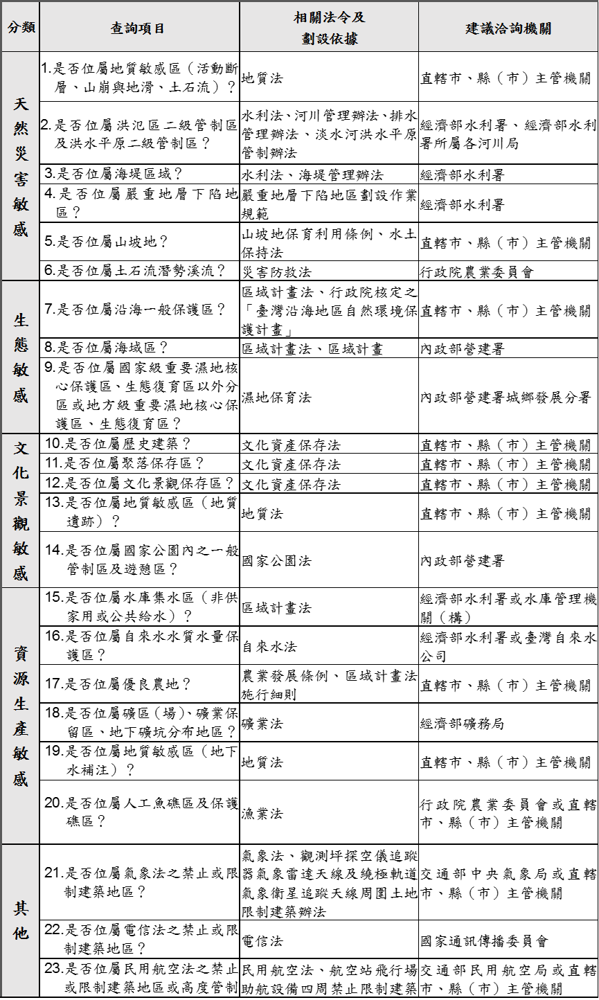 分類
查詢項目
相關法令及
劃設依據
建議洽詢機關
天然災害敏感
1.是否位屬地質敏感區（活動斷
層、山崩與地滑、土石流）？
地質法
直轄市、縣（市）主管機關
2.是否位屬洪氾區二級管制區
及洪水平原二級管制區？
水利法、河川管理辦法、排水
管理辦法、淡水河洪水平原
管制辦法
經濟部水利署、經濟部水利
署所屬各河川局
3.是否位屬海堤區域？
水利法、海堤管理辦法
經濟部水利署
4.是否位屬嚴重地層下陷地
區？
嚴重地層下陷地區劃設作業
規範
經濟部水利署
5.是否位屬山坡地？
山坡地保育利用條例、水土
保持法
直轄市、縣（市）主管機關
6.是否位屬土石流潛勢溪流？
災害防救法
行政院農業委員會
生態敏感
7.是否位屬沿海一般保護區？
區域計畫法、行政院核定之
「臺灣沿海地區自然環境保
護計畫」
直轄市、縣（市）主管機關
8.是否位屬海域區？
區域計畫法、區域計畫
內政部營建署
9.是否位屬國家級重要濕地核
心保護區、生態復育區以外分
區或地方級重要濕地核心保
護區、生態復育區？
濕地保育法
內政部營建署城鄉發展分署
文化景觀敏感
10.是否位屬歷史建築？
文化資產保存法
直轄市、縣（市）主管機關
11.是否位屬聚落保存區？
文化資產保存法
直轄市、縣（市）主管機關
12.是否位屬文化景觀保存區？
文化資產保存法
直轄市、縣（市）主管機關
13.是否位屬地質敏感區（地質
遺跡）？
地質法
直轄市、縣（市）主管機關
14.是否位屬國家公園內之一般
管制區及遊憩區？
國家公園法
內政部營建署
資源生產敏感
15.是否位屬水庫集水區（非供
家用或公共給水）？
區域計畫法
經濟部水利署或水庫管理機
關（構）
16.是否位屬自來水水質水量保
護區？
自來水法
經濟部水利署或臺灣自來水
公司
17.是否位屬優良農地？
農業發展條例、區域計畫法
施行細則
直轄市、縣（市）主管機關
18.是否位屬礦區（場）、礦業保
留區、地下礦坑分布地區？
礦業法
經濟部礦務局
19.是否位屬地質敏感區（地下
水補注）？
地質法
直轄市、縣（市）主管機關
20.是否位屬人工魚礁區及保護
礁區？
漁業法
行政院農業委員會或直轄
市、縣（市）主管機關
其他
21.是否位屬氣象法之禁止或限
制建築地區？
氣象法、觀測坪探空儀追蹤
器氣象雷達天線及繞極軌道
氣象衛星追蹤天線周圍土地
限制建築辦法
交通部中央氣象局或直轄
市、縣（市）主管機關
22.是否位屬電信法之禁止或限
制建築地區？
電信法
國家通訊傳播委員會
23.是否位屬民用航空法之禁止
或限制建築地區或高度管制
民用航空法、航空站飛行場
助航設備四周禁止限制建築
交通部民用航空局或直轄
市、縣（市）主管機關